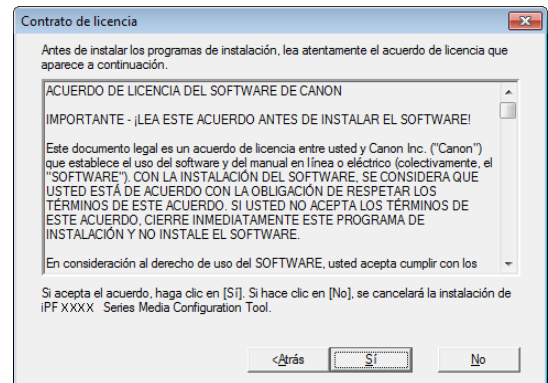 Contrato de licencia
Antes de instalar los programas de instalación, lea atentamente el acuerdo de licencia que
aparece a continuación.
ACUERDO DE LICENCIA DEL SOFTWARE DE CANON
IMPORTANTE - ¡LEA ESTE ACUERDO ANTES DE INSTALAR EL SOFTWARE!
Este documento legal es un acuerdo de licencia entre usted y Canon Inc. ("Canon")
que establece el uso del software y del manual en línea o eléctrico (colectivamente, el
"SOFTWARE"). CON LA INSTALACIÓN DEL SOFTWARE, SE CONSIDERA QUE
USTED ESTÁ DE ACUERDO CON LA OBLIGACIÓN DE RESPETAR LOS
TÉRMINOS DE ESTE ACUERDO. SI USTED NO ACEPTA LOS TÉRMINOS DE
ESTE ACUERDO, CIERRE INMEDIATAMENTE ESTE PROGRAMA DE
INSTALACIÓN Y NO INSTALE EL SOFTWARE.
En consideración al derecho de uso del SOFTWARE, usted acepta cumplir con los
Si acepta el acuerdo, haga clic en [Sí]. Si hace clic en [No], se cancelará la instalación de
iPF XXXX Series Media Configuration Tool.
<Atrás
Sí
No